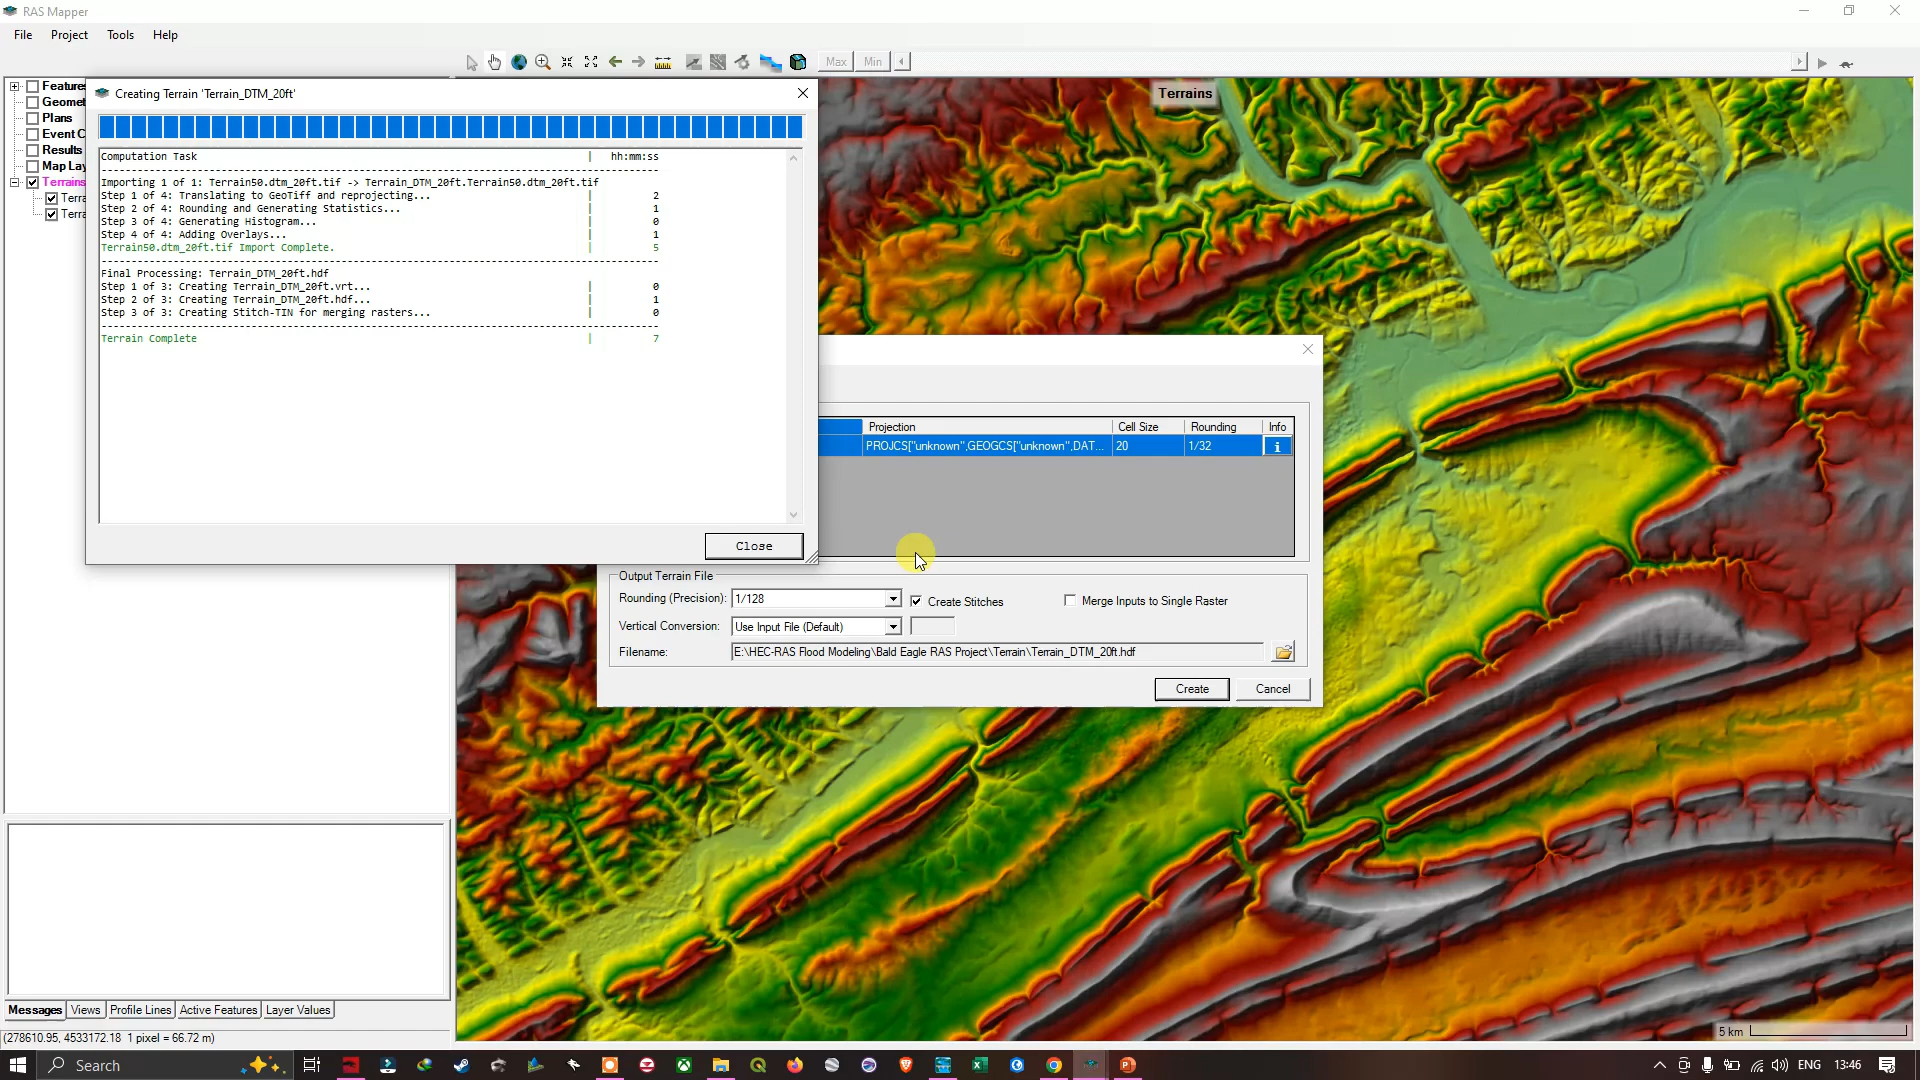 RAS Mapper
File Project Tools Help
Max Min
Feature
Geomet
Plans
Event C
Results
Map Lay
Terrains
Terra
Terra
Creating Terrain 'Terrain_DTM_20ft'
Computation Task | hh:mm:ss
Importing 1 of 1: Terrain50.dtm_20ft.tif -> Terrain_DTM_20ft.Terrain50.dtm_20ft.tif
Step 1 of 4: Translating to GeoTiff and reprojecting... | 2
Step 2 of 4: Rounding and Generating Statistics... | 1
Step 3 of 4: Generating Histogram... | 0
Step 4 of 4: Adding Overlays... | 1
Terrain50.dtm_20ft.tif Import Complete. | 5
Final Processing: Terrain_DTM_20ft.hdf
Step 1 of 3: Creating Terrain_DTM_20ft.vrt... | 0
Step 2 of 3: Creating Terrain_DTM_20ft.hdf... | 1
Step 3 of 3: Creating Stitch-TIN for merging rasters... | 0
Terrain Complete | 7
Close
Terrains
Projection Cell Size Rounding Info
PROJCS["unknown",GEOGCS["unknown",DAT... 20 1/32 i
Output Terrain File
Rounding (Precision): 1/128 Create Stitches Merge Inputs to Single Raster
Vertical Conversion: Use Input File (Default)
Filename: E:\HEC-RAS Flood Modeling\Bald Eagle RAS Project\Terrain\Terrain_DTM_20ft.hdf
Create Cancel
Messages Views Profile Lines Active Features Layer Values
(278610.95, 4533172.18 1 pixel = 66.72 m)
5 km
Search
ENG 13:46